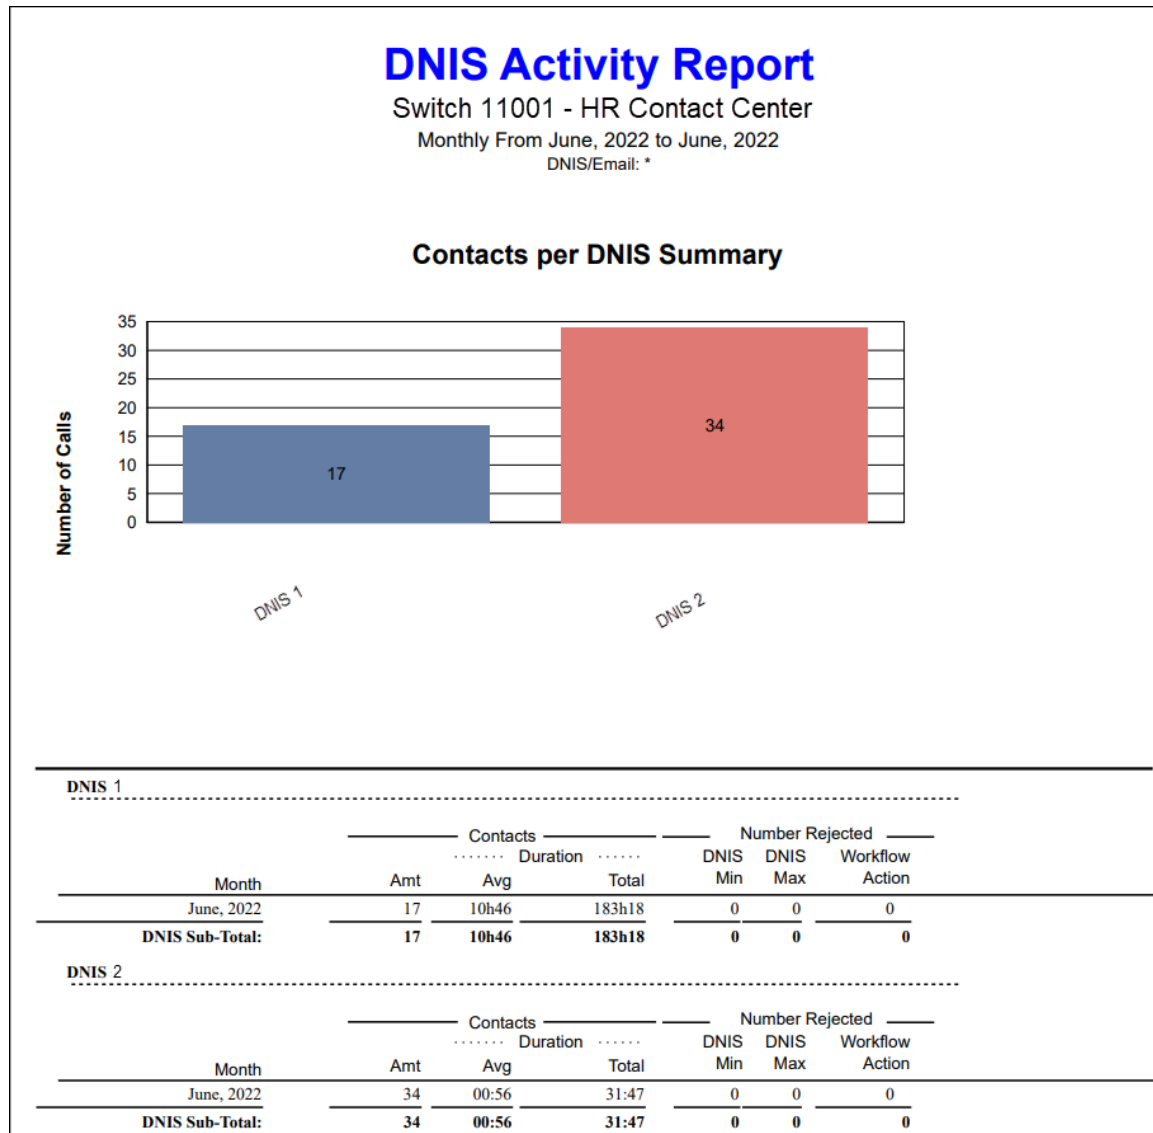 DNIS Activity Report
Switch 11001 - HR Contact Center
Monthly From June, 2022 to June, 2022
DNIS/Email: *
Contacts per DNIS Summary
Number of Calls
35
30
25
20
15
10
5
0
17
34
DNIS 1
DNIS 2
DNIS 1
Contacts Number Rejected
Duration DNIS DNIS Workflow
Month Amt Avg Total Min Max Action
June, 2022 17 10h46 183h18 0 0 0
DNIS Sub-Total: 17 10h46 183h18 0 0 0
DNIS 2
Contacts Number Rejected
Duration DNIS DNIS Workflow
Month Amt Avg Total Min Max Action
June, 2022 34 00:56 31:47 0 0 0
DNIS Sub-Total: 34 00:56 31:47 0 0 0